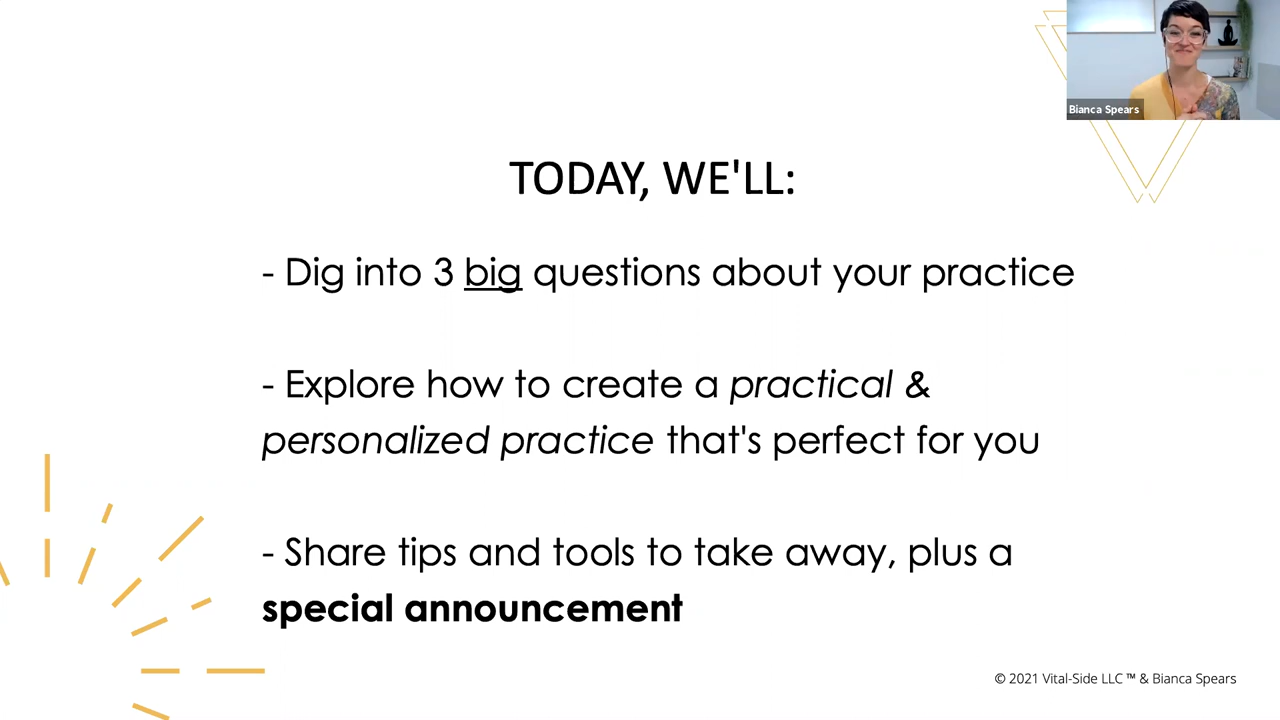 Bianca Spears
TODAY, WE'LL:
- Dig into 3 big questions about your practice
- Explore how to create a practical &
personalized practice that's perfect for you
- Share tips and tools to take away, plus a
special announcement
© 2021 Vital-Side LLC ™ & Bianca Spears